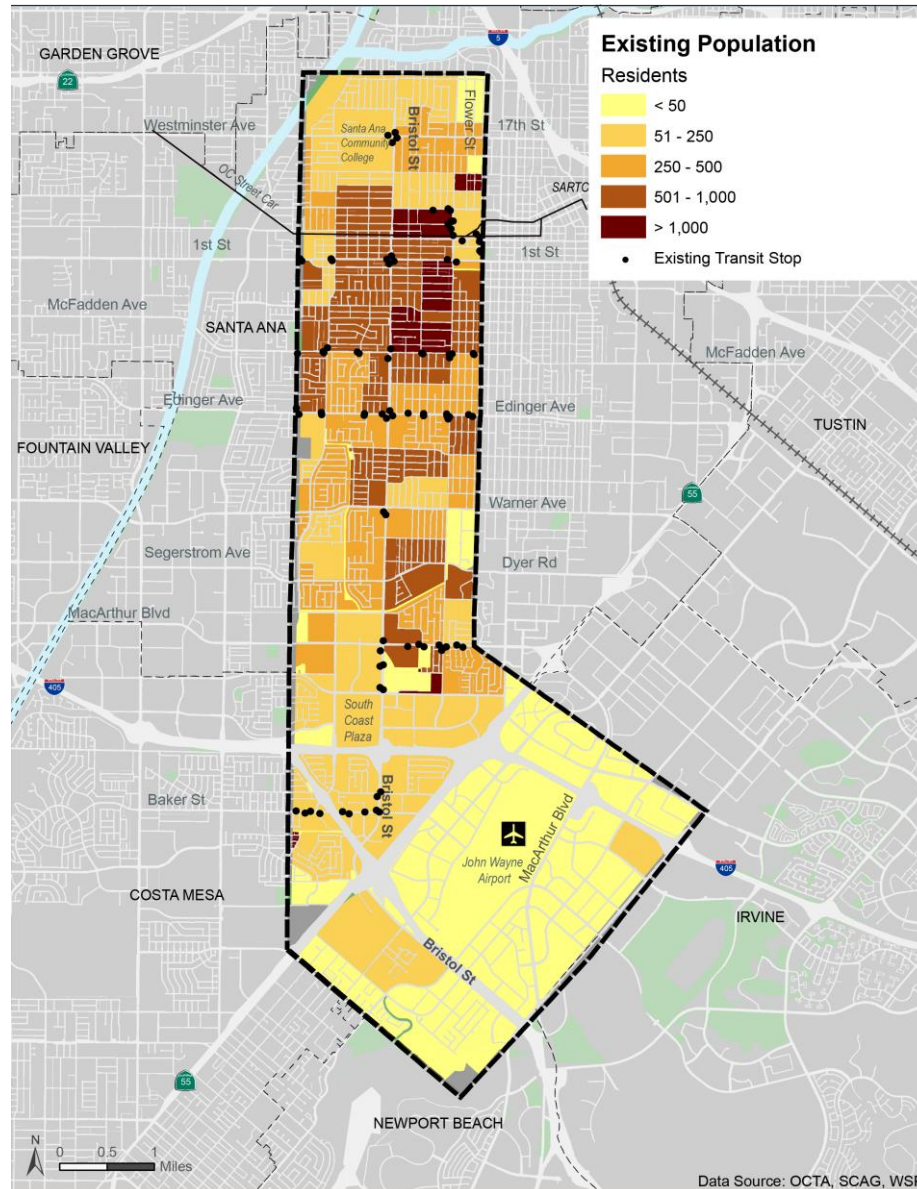 GARDEN GROVE
22
5
Westminster Ave
Santa Ana
Community
College
Bristol St
Flower St
17th St
OC Street Car
SARTC
1st St
1st St
McFadden Ave
SANTA ANA
McFadden Ave
Edinger Ave
Edinger Ave
TUSTIN
FOUNTAIN VALLEY
Warner Ave
55
Segerstrom Ave
Dyer Rd
MacArthur Blvd
405
South
Coast
Plaza
Baker St
Bristol St
MacArthur Blvd
John Wayne
Airport
405
COSTA MESA
IRVINE
Bristol St
55
NEWPORT BEACH
Existing Population
Residents
< 50
51 - 250
250 - 500
501 - 1,000
> 1,000
Existing Transit Stop
N
0 0.5 1
Miles
Data Source: OCTA, SCAG, WSP